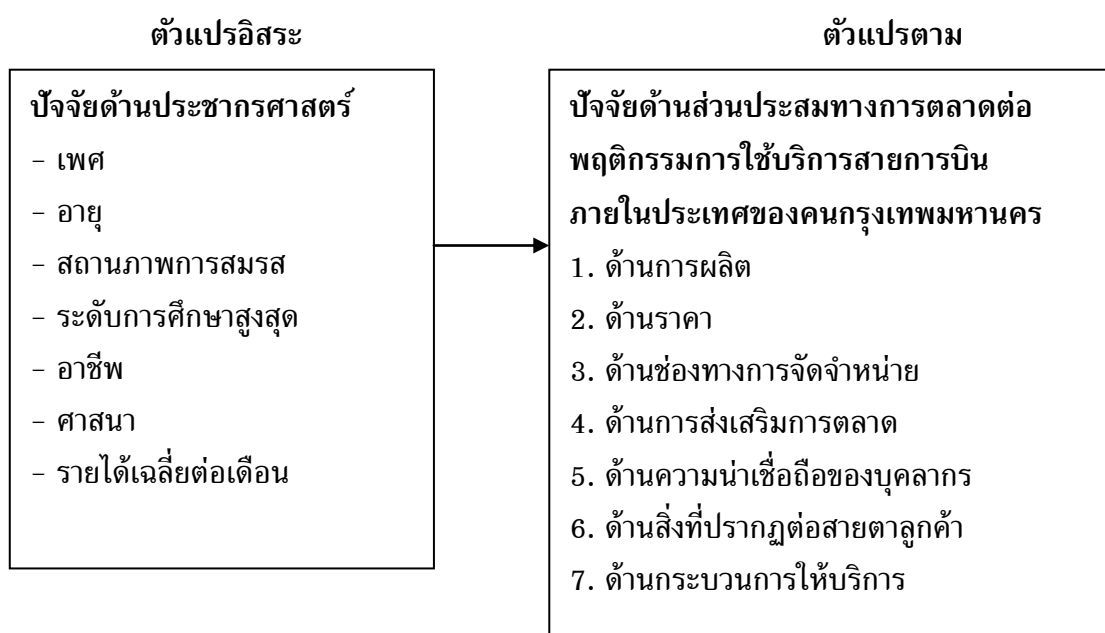 ตัวแปรอิสระ
ปัจจัยด้านประชากรศาสตร์
- เพศ
- อายุ
- สถานภาพการสมรส
- ระดับการศึกษาสูงสุด
- อาชีพ
- ศาสนา
- รายได้เฉลี่ยต่อเดือน
ตัวแปรตาม
ปัจจัยด้านส่วนประสมทางการตลาดต่อ
พฤติกรรมการใช้บริการสายการบิน
ภายในประเทศของคนกรุงเทพมหานคร
1. ด้านการผลิต
2. ด้านราคา
3. ด้านช่องทางการจัดจำหน่าย
4. ด้านการส่งเสริมการตลาด
5. ด้านความน่าเชื่อถือของบุคลากร
6. ด้านสิ่งที่ปรากฏต่อสายตาลูกค้า
7. ด้านกระบวนการให้บริการ